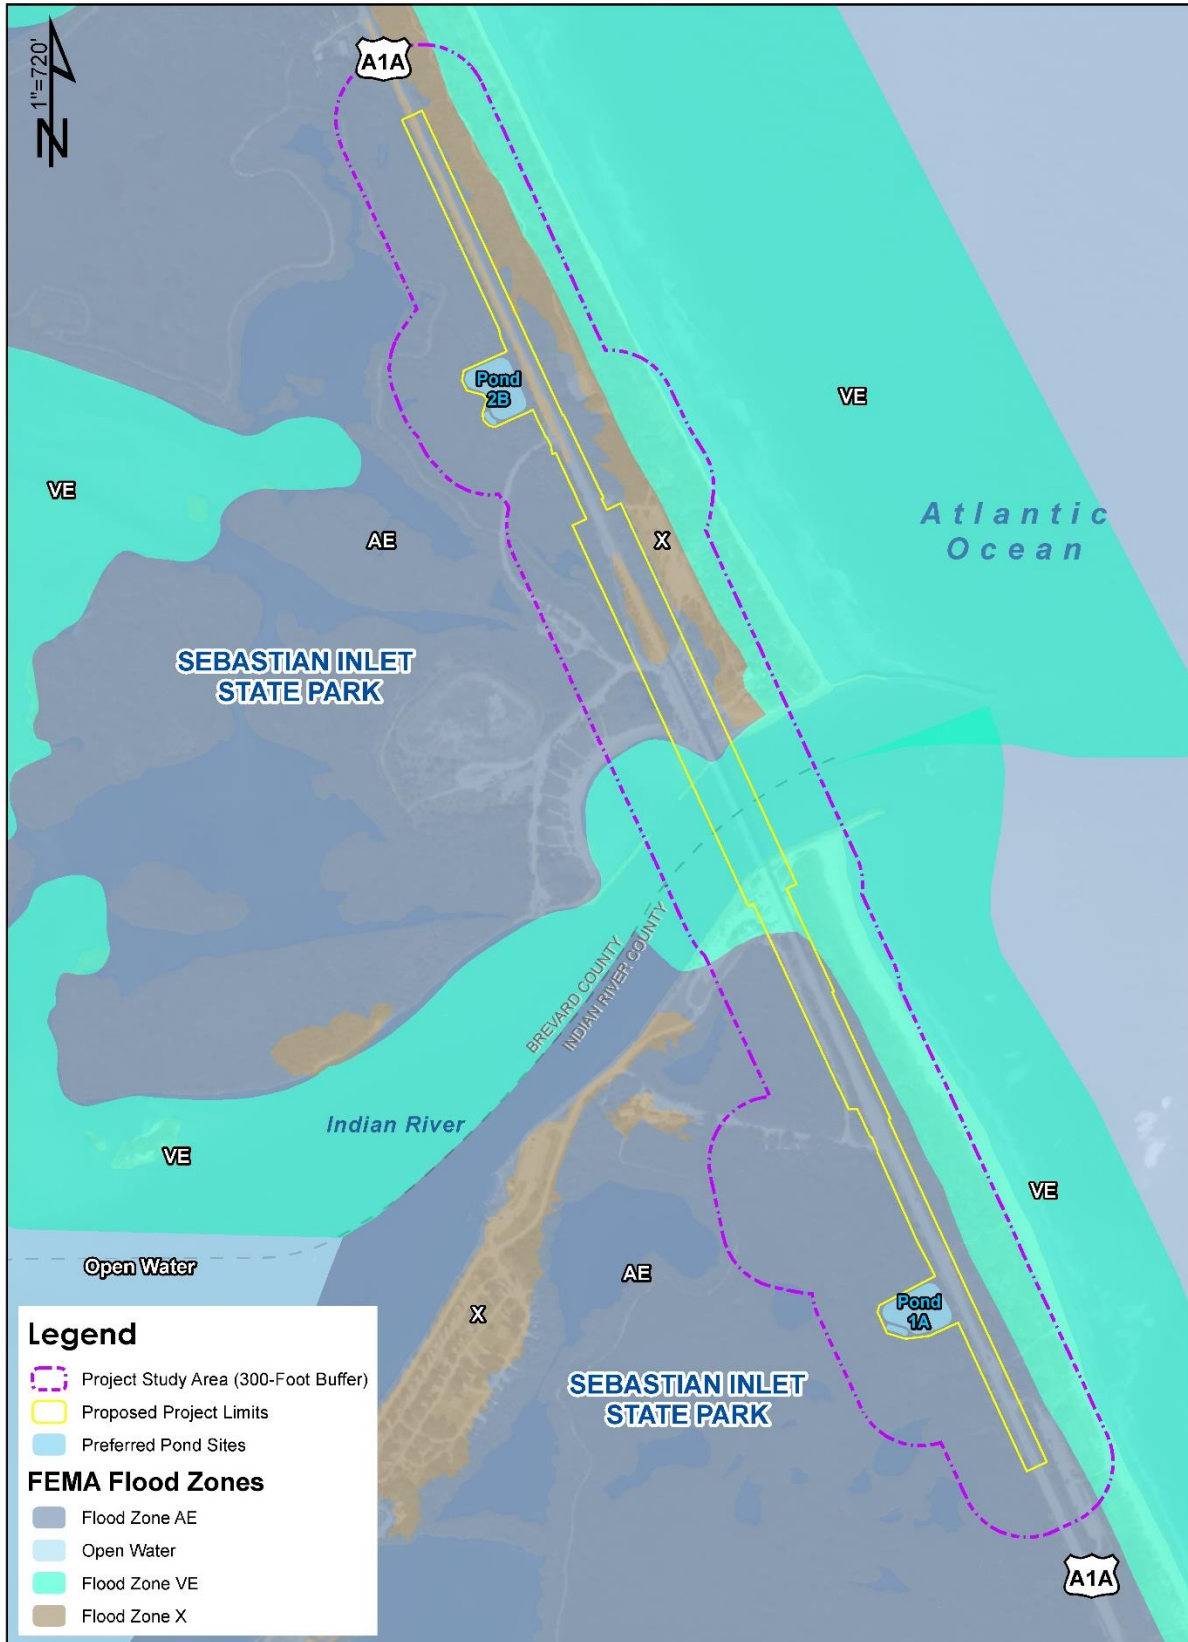 A1A
1"=720'
N
Pond
2B
VE
Atlantic
Ocean
VE
AE
X
SEBASTIAN INLET
STATE PARK
BREVARD COUNTY
INDIAN RIVER COUNTY
Indian River
VE
VE
Open Water
AE
X
Pond
1A
SEBASTIAN INLET
STATE PARK
A1A
Legend
Project Study Area (300-Foot Buffer)
Proposed Project Limits
Preferred Pond Sites
FEMA Flood Zones
Flood Zone AE
Open Water
Flood Zone VE
Flood Zone X